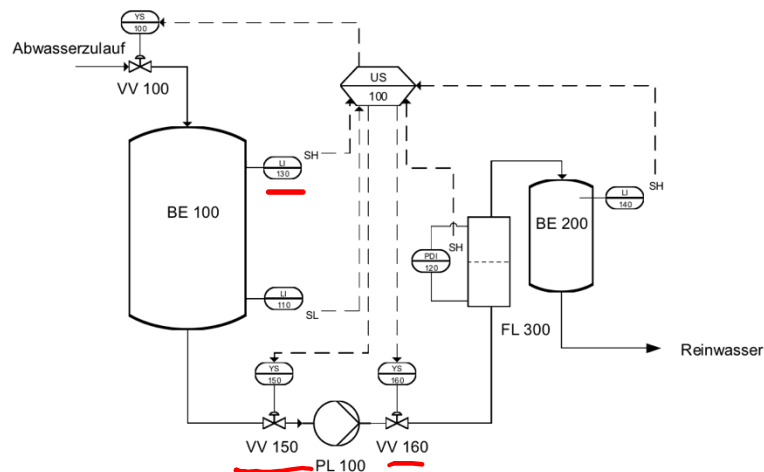 YS
100
Abwasserzulauf
VV 100
US
100
LI
130
SH
BE 100
LI
110
SL
PDI
120
SH
FL 300
BE 200
LI
140
SH
Reinwasser
YS
150
YS
160
VV 150
PL 100
VV 160